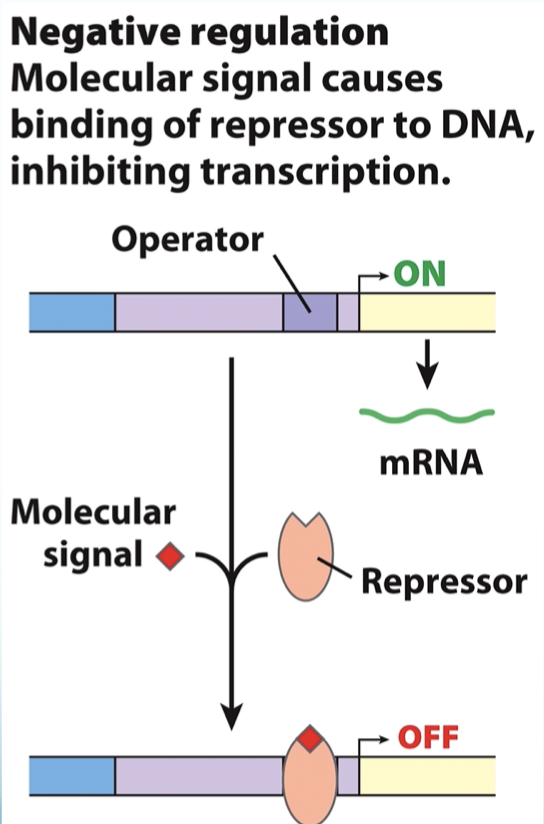 Negative regulation
Molecular signal causes
binding of repressor to DNA,
inhibiting transcription.
Operator
ON
mRNA
Molecular
signal
Repressor
OFF